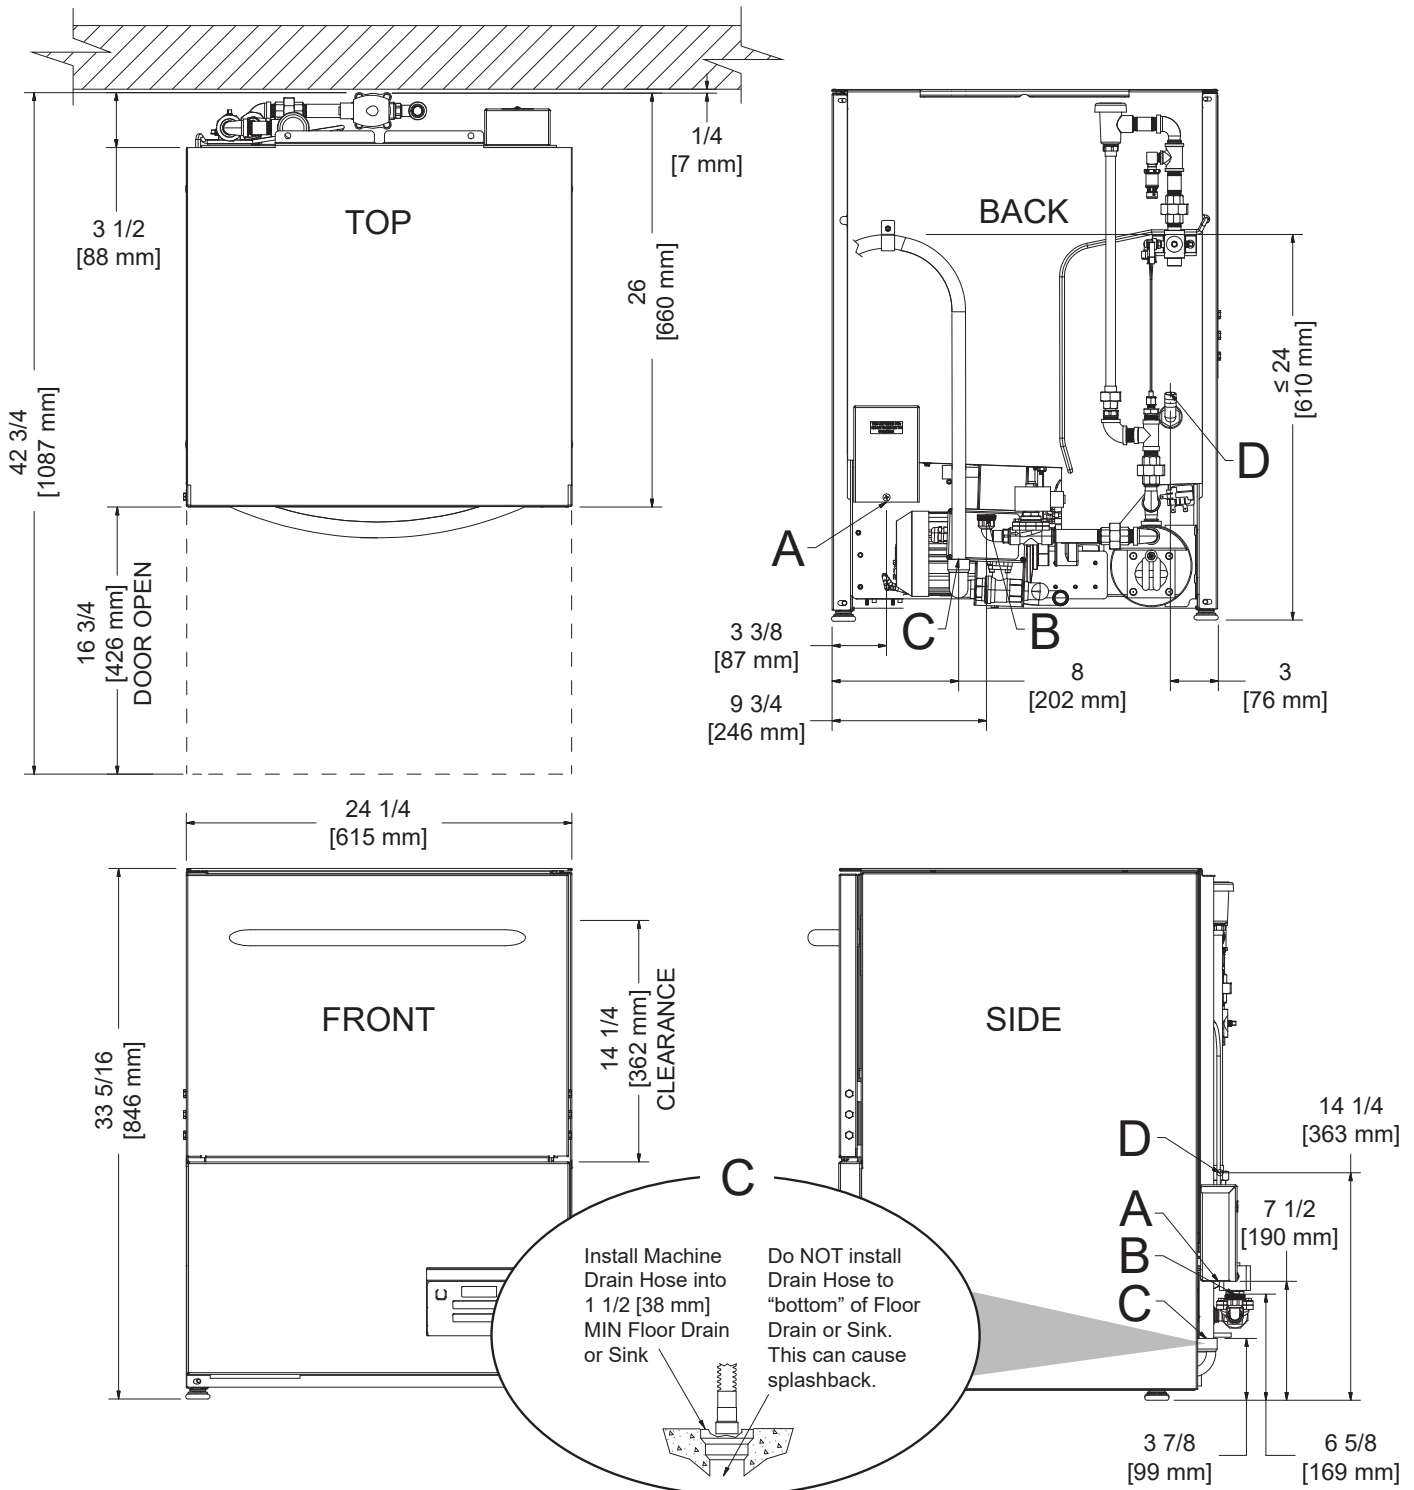 TOP
3 1/2
[88 mm]
1/4
[7 mm]
26
[660 mm]
42 3/4
[1087 mm]
16 3/4
[426 mm]
DOOR OPEN
BACK
≤ 24
[610 mm]
D
A
C
B
3 3/8
[87 mm]
8
[202 mm]
3
[76 mm]
9 3/4
[246 mm]
24 1/4
[615 mm]
FRONT
33 5/16
[846 mm]
14 1/4
[362 mm]
CLEARANCE
SIDE
14 1/4
[363 mm]
D
A
7 1/2
[190 mm]
B
C
3 7/8
[99 mm]
6 5/8
[169 mm]
C
Install Machine
Drain Hose into
1 1/2 [38 mm]
MIN Floor Drain
or Sink
Do NOT install
Drain Hose to
“bottom” of Floor
Drain or Sink.
This can cause
splashback.